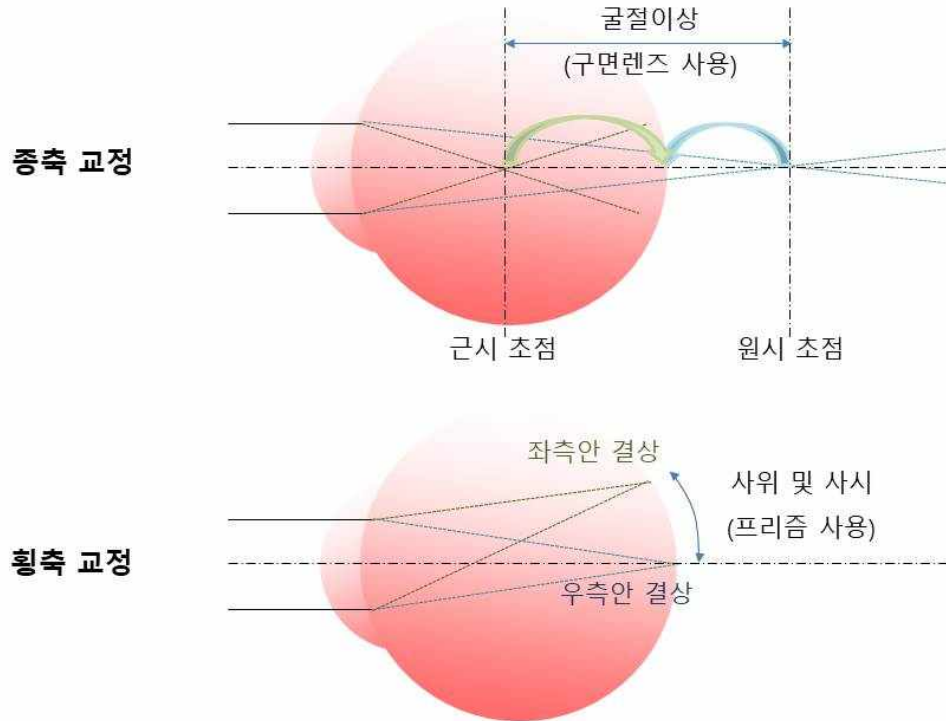 굴절이상
(구면렌즈 사용)
종축 교정
근시 초점
원시 초점
좌측안 결상
사위 및 사시
(프리즘 사용)
횡축 교정
우측안 결상